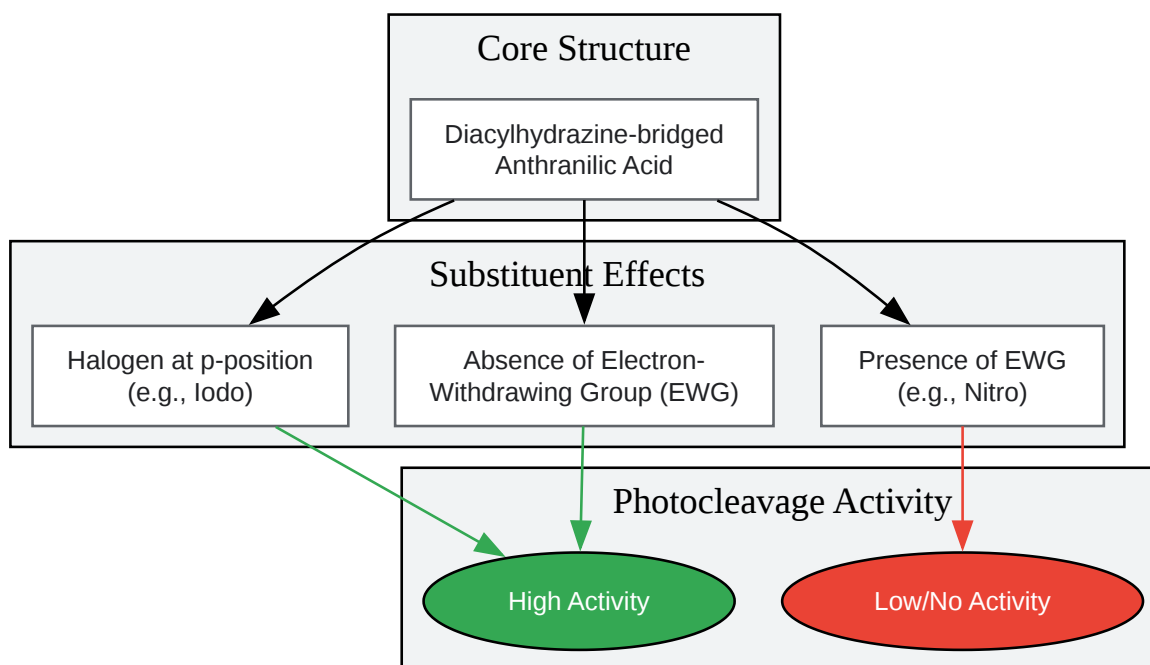 Core Structure
Diacylhydrazine-bridged
Anthranilic Acid
Substituent Effects
Halogen at p-position
(e.g., Iodo)
Absence of Electron-
Withdrawing Group (EWG)
Presence of EWG
(e.g., Nitro)
Photocleavage Activity
High Activity
Low/No Activity